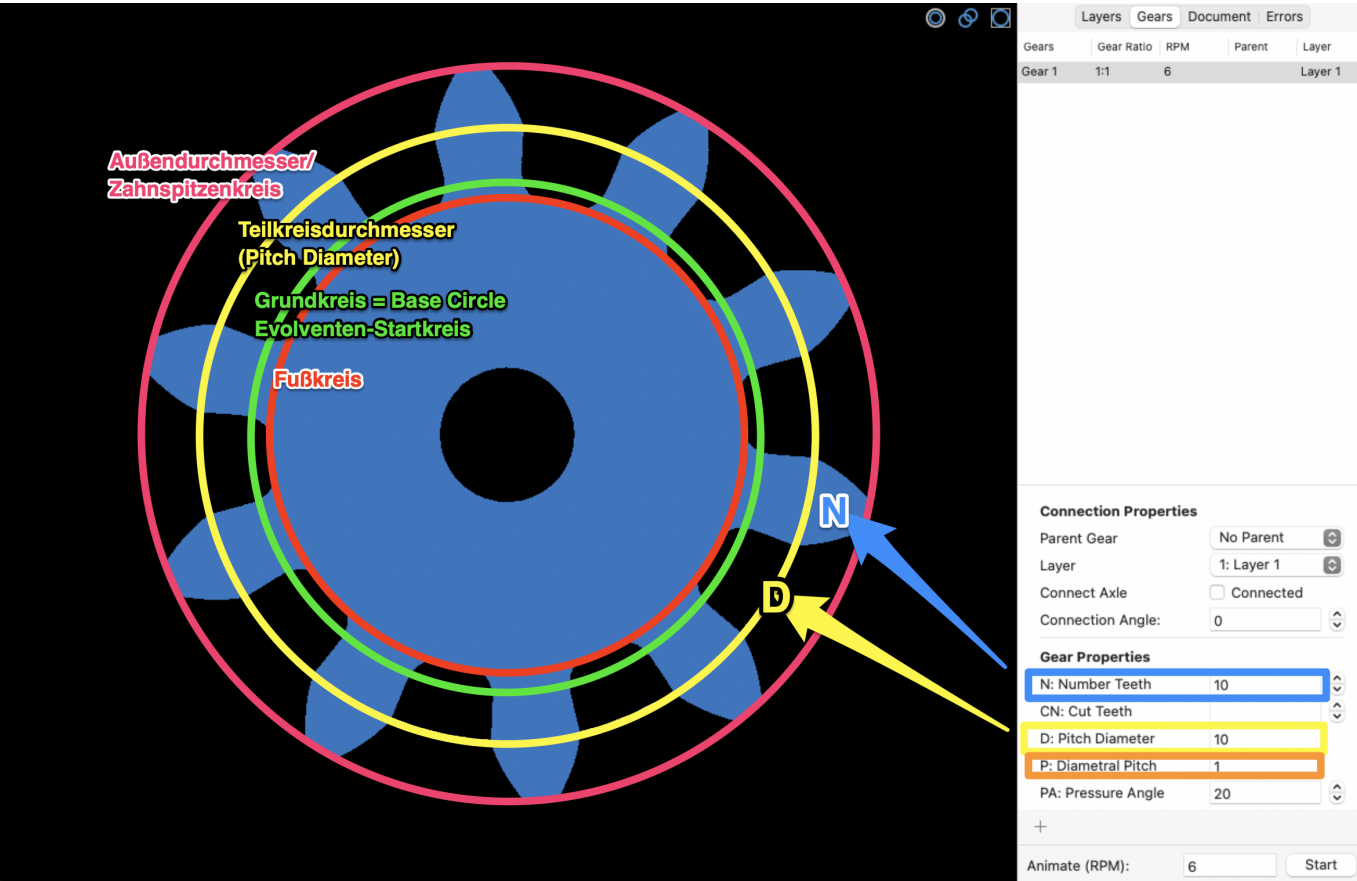 Layers Gears Document Errors
Gears Gear Ratio RPM Parent Layer
Gear 1 1:1 6 Layer 1
Außendurchmesser/
Zahnspitzenkreis
Teilkreisdurchmesser
(Pitch Diameter)
Grundkreis = Base Circle
Evolventen-Startkreis
Fußkreis
N
D
Connection Properties
Parent Gear No Parent
Layer 1: Layer 1
Connect Axle Connected
Connection Angle: 0
Gear Properties
N: Number Teeth 10
CN: Cut Teeth
D: Pitch Diameter 10
P: Diametral Pitch 1
PA: Pressure Angle 20
+
Animate (RPM): 6 Start